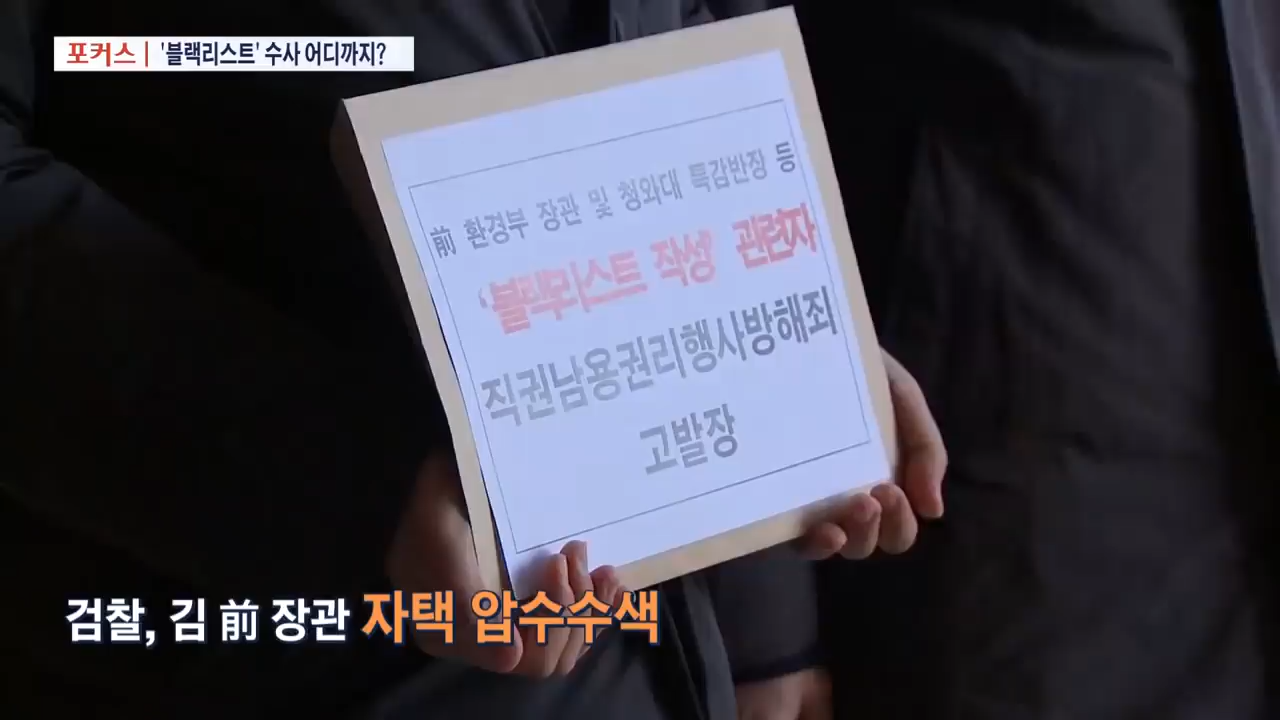 포커스 | '블랙리스트' 수사 어디까지?
前 환경부 장관 및 청와대 특감반장 등
'블랙리스트 작성' 관련자
직권남용권리행사방해죄
고발장
검찰, 김 前 장관 자택 압수수색